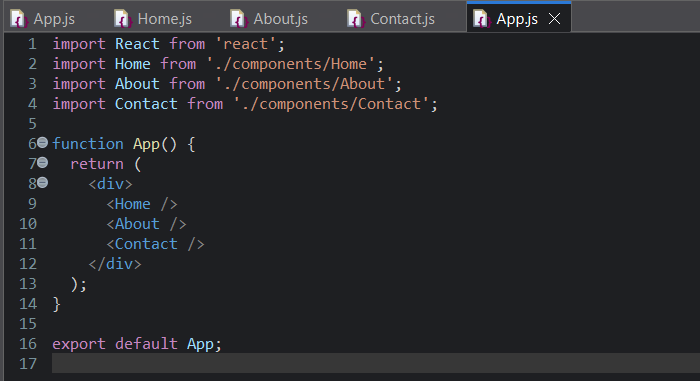 App.js Home.js About.js Contact.js App.js
1 import React from 'react';
2 import Home from './components/Home';
3 import About from './components/About';
4 import Contact from './components/Contact';
5
6 function App() {
7   return (
8     <div>
9       <Home />
10       <About />
11       <Contact />
12     </div>
13   );
14 }
15
16 export default App;
17